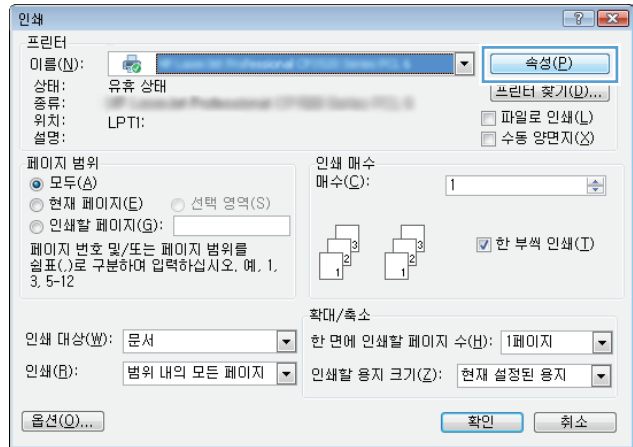 인쇄
프린터
이름(N):
속성(P)
상태: 유휴 상태
프린터 찾기(D)...
종류:
위치: LPT1:
파일로 인쇄(L)
설명:
수동 양면지(X)
페이지 범위
모두(A)
현재 페이지(E) 선택 영역(S)
인쇄할 페이지(G):
페이지 번호 및/또는 페이지 범위를
쉼표(,)로 구분하여 입력하십시오. 예, 1,
3, 5-12
인쇄 매수
매수(C): 1
3 3
2 2
1 1
한 부씩 인쇄(T)
인쇄 대상(W): 문서
인쇄(R): 범위 내의 모든 페이지
확대/축소
한 면에 인쇄할 페이지 수(H): 1페이지
인쇄할 용지 크기(Z): 현재 설정된 용지
옵션(O)...
확인 취소